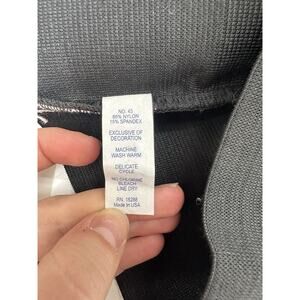 NO. 43
85% NYLON
15% SPANDEX
EXCLUSIVE OF
DECORATION
MACHINE
WASH WARM
DELICATE
CYCLE
NO CHLORINE
BLEACH
LINE DRY
RN. 16288
Made in USA